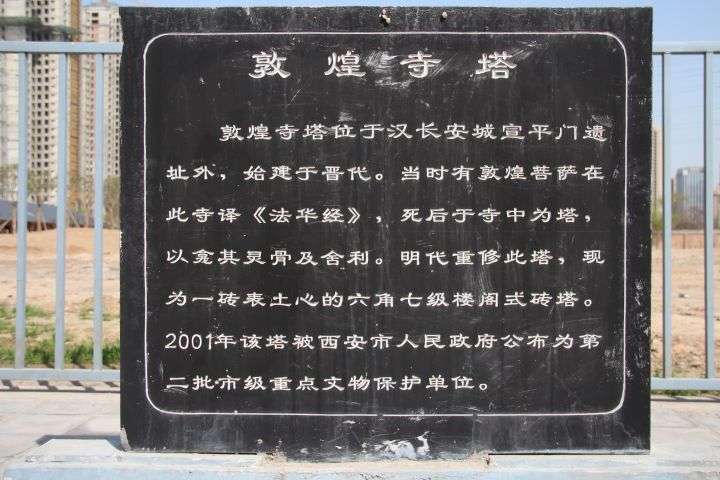 敦煌寺塔
敦煌寺塔位于汉长安城宣平门遗
址外，始建于晋代。当时有敦煌菩萨在
此寺译《法华经》，死后于寺中为塔，
以龛其灵骨及舍利。明代重修此塔，现
为一砖表土心的六角七级楼阁式砖塔。
2001年该塔被西安市人民政府公布为第
二批市级重点文物保护单位。